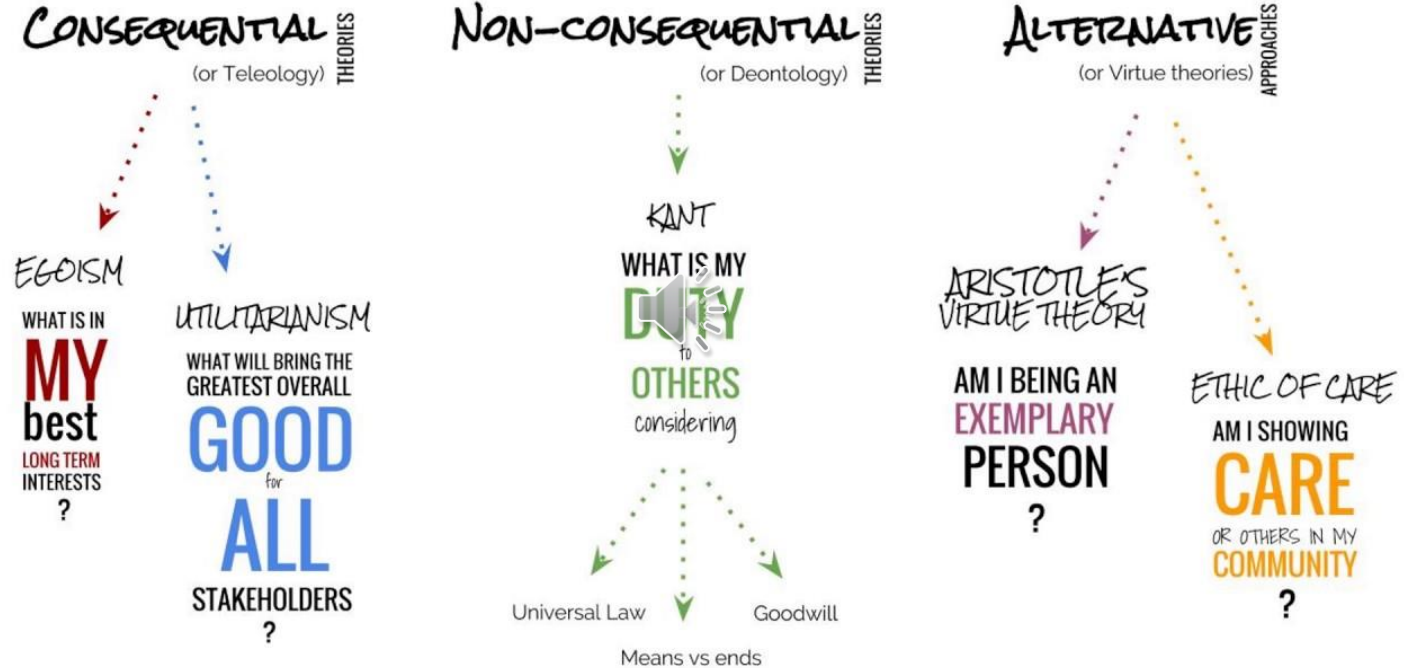 CONSEQUENTIAL THEORIES
(or Teleology)
EGOISM
WHAT IS IN
MY
best
LONG TERM
INTERESTS
?
UTILITARIANISM
WHAT WILL BRING THE
GREATEST OVERALL
GOOD
for
ALL
STAKEHOLDERS
?
NON-CONSEQUENTIAL THEORIES
(or Deontology)
KANT
WHAT IS MY
DUTY
to
OTHERS
considering
Universal Law
Means vs ends
Goodwill
ALTERNATIVE APPROACHES
(or Virtue theories)
ARISTOTLE'S
VIRTUE THEORY
AM I BEING AN
EXEMPLARY
PERSON
?
ETHIC OF CARE
AM I SHOWING
CARE
OR OTHERS IN MY
COMMUNITY
?